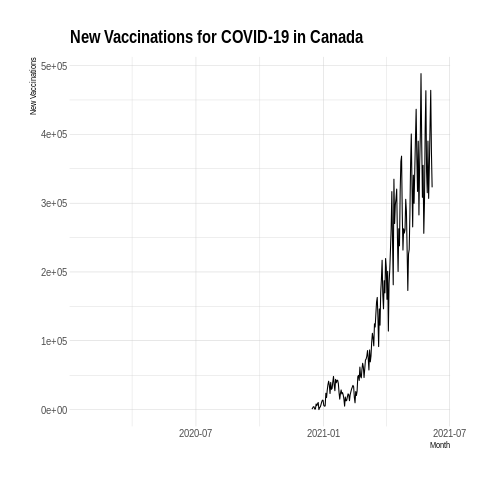 New Vaccinations for COVID-19 in Canada
New Vaccinations
5e+05
4e+05
3e+05
2e+05
1e+05
0e+00
2020-07
2021-01
2021-07
Month